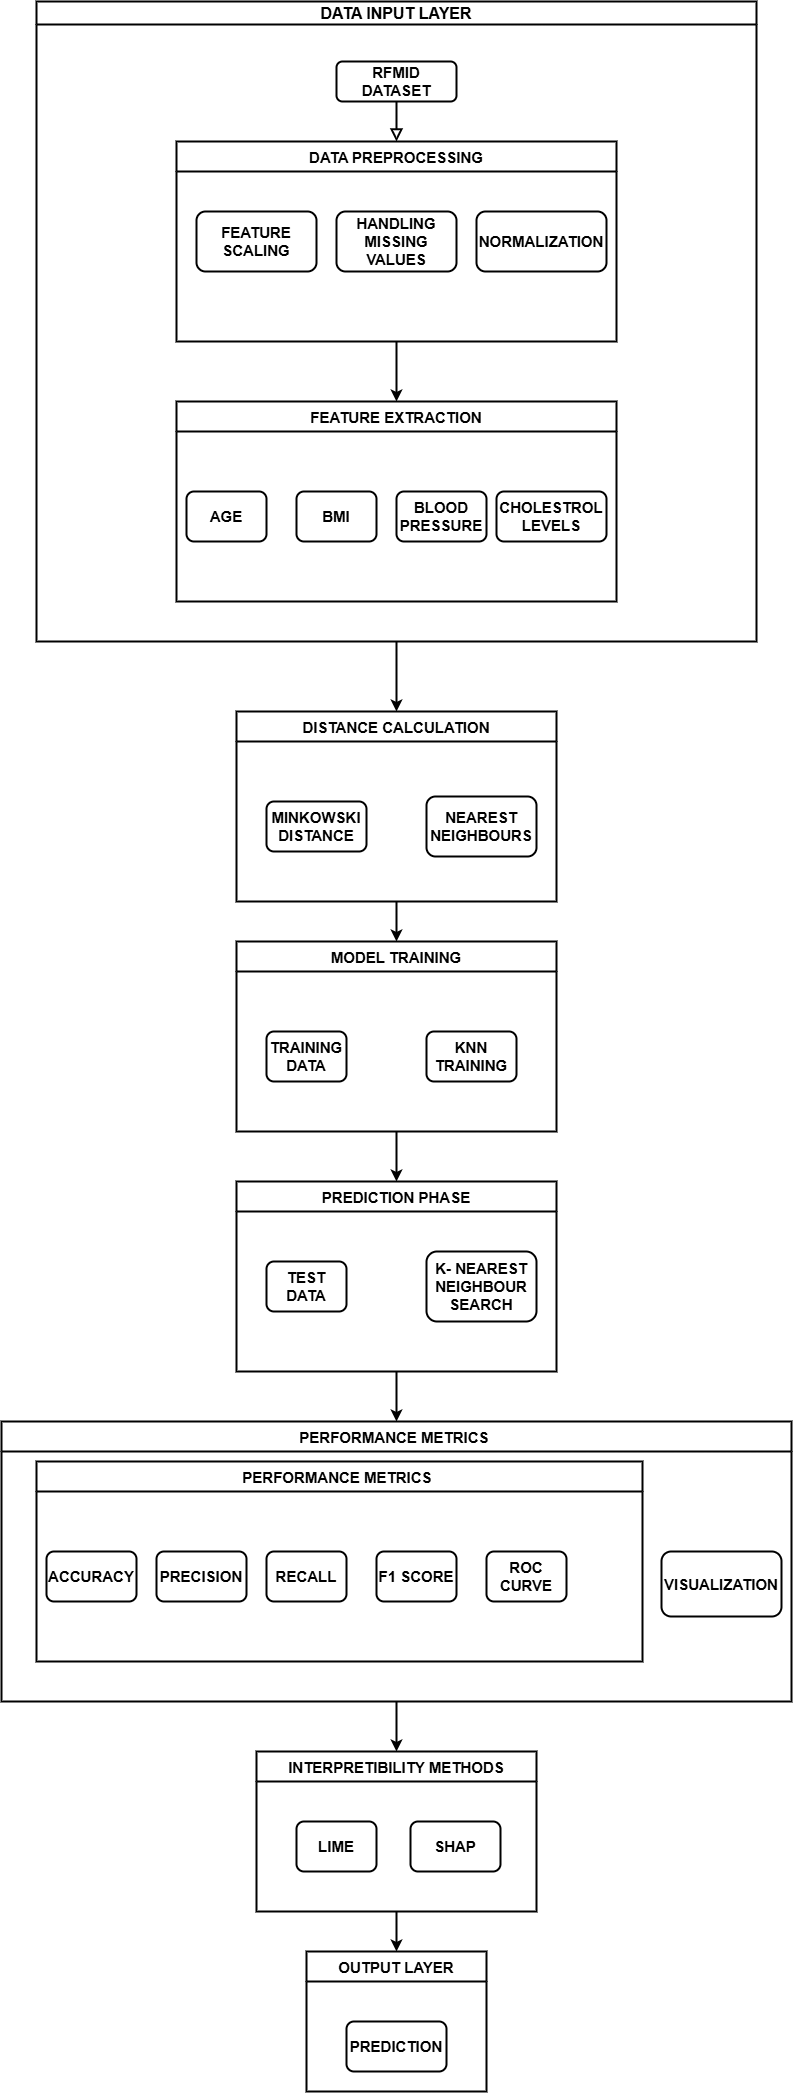 DATA INPUT LAYER
RFMID
DATASET
DATA PREPROCESSING
FEATURE
SCALING
HANDLING
MISSING
VALUES
NORMALIZATION
FEATURE EXTRACTION
AGE
BMI
BLOOD
PRESSURE
CHOLESTROL
LEVELS
DISTANCE CALCULATION
MINKOWSKI
DISTANCE
NEAREST
NEIGHBOURS
MODEL TRAINING
TRAINING
DATA
KNN
TRAINING
PREDICTION PHASE
TEST
DATA
K- NEAREST
NEIGHBOUR
SEARCH
PERFORMANCE METRICS
PERFORMANCE METRICS
ACCURACY
PRECISION
RECALL
F1 SCORE
ROC
CURVE
VISUALIZATION
INTERPRETIBILITY METHODS
LIME
SHAP
OUTPUT LAYER
PREDICTION